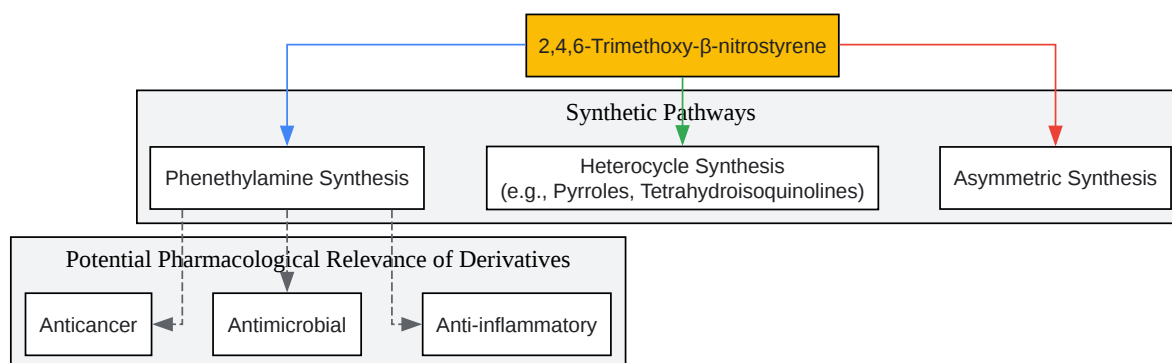 2,4,6-Trimethoxy-β-nitrostyrene
Synthetic Pathways
Phenethylamine Synthesis
Heterocycle Synthesis
(e.g., Pyrroles, Tetrahydroisoquinolines)
Asymmetric Synthesis
Potential Pharmacological Relevance of Derivatives
Anticancer
Antimicrobial
Anti-inflammatory